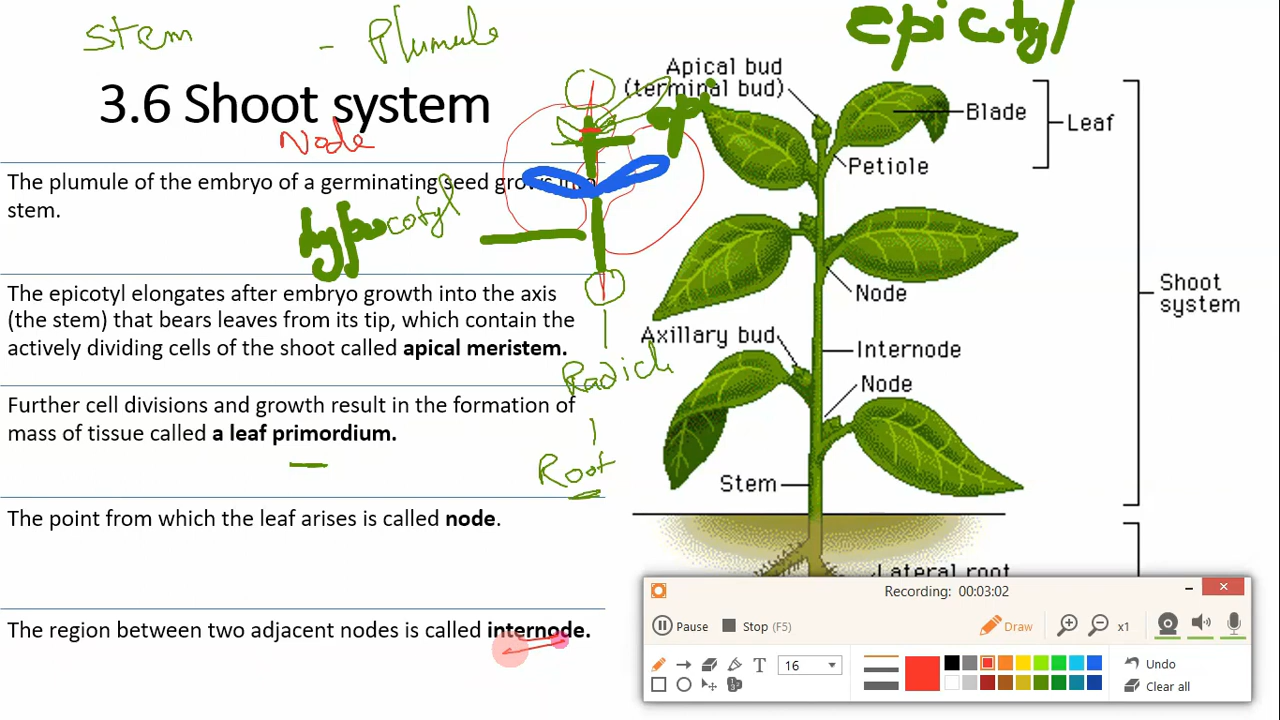 stem
- Plumule
epicotyl
3.6 Shoot system
Node
The plumule of the embryo of a germinating seed grows into
stem.
hypocotyl
epi
The epicotyl elongates after embryo growth into the axis
(the stem) that bears leaves from its tip, which contain the
actively dividing cells of the shoot called apical meristem.
Radicle
Further cell divisions and growth result in the formation of
mass of tissue called a leaf primordium.
Root
The point from which the leaf arises is called node.
The region between two adjacent nodes is called internode.
Apical bud
(terminal bud)
Blade
Leaf
Petiole
Node
Shoot
system
Axillary bud
Internode
Node
Stem
Lateral root
Recording: 00:03:02
Pause
Stop (F5)
Draw
x1
T
16
Undo
Clear all